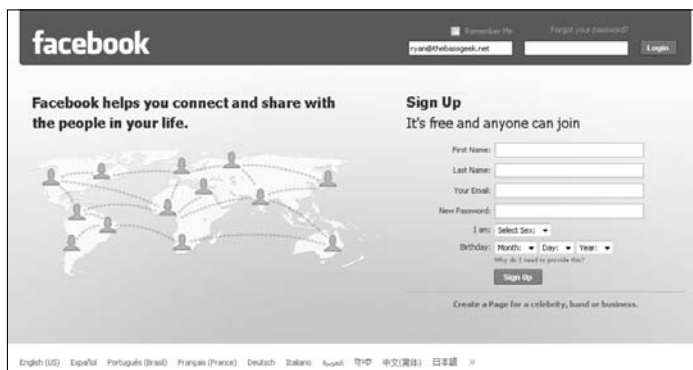 facebook
Remember Me Forgot your password?
ryan@thebassgeek.net Login
Facebook helps you connect and share with
the people in your life.
Sign Up
It's free and anyone can join
First Name:
Last Name:
Your Email:
New Password:
I am: Select Sex:
Birthday: Month: Day: Year:
Why do I need to provide this?
Sign Up
Create a Page for a celebrity, band or business.
English (US) Español Português (Brasil) Français (France) Deutsch Italiano العربية हिन्दी 中文(简体) 日本語 »